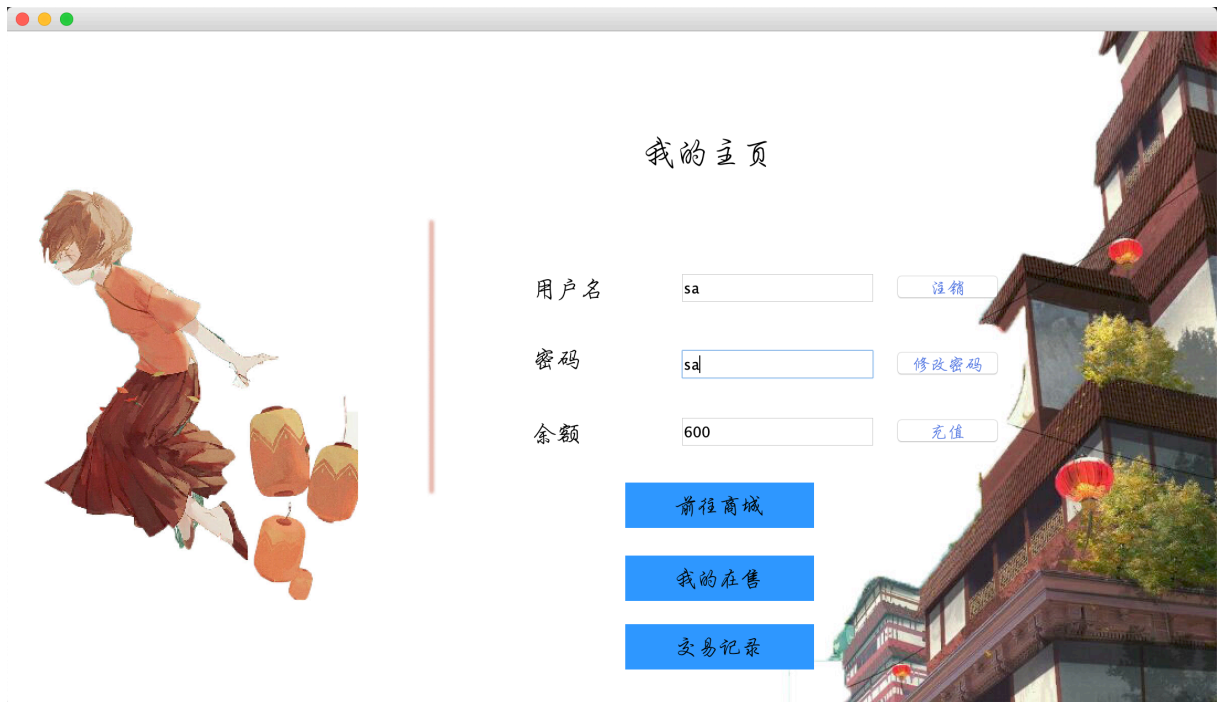 我的主页
用户名 sa 注销
密码 sa 修改密码
余额 600 充值
前往商城
我的在售
交易记录